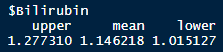 $Bilirubin
upper mean lower
1.277310 1.146218 1.015127